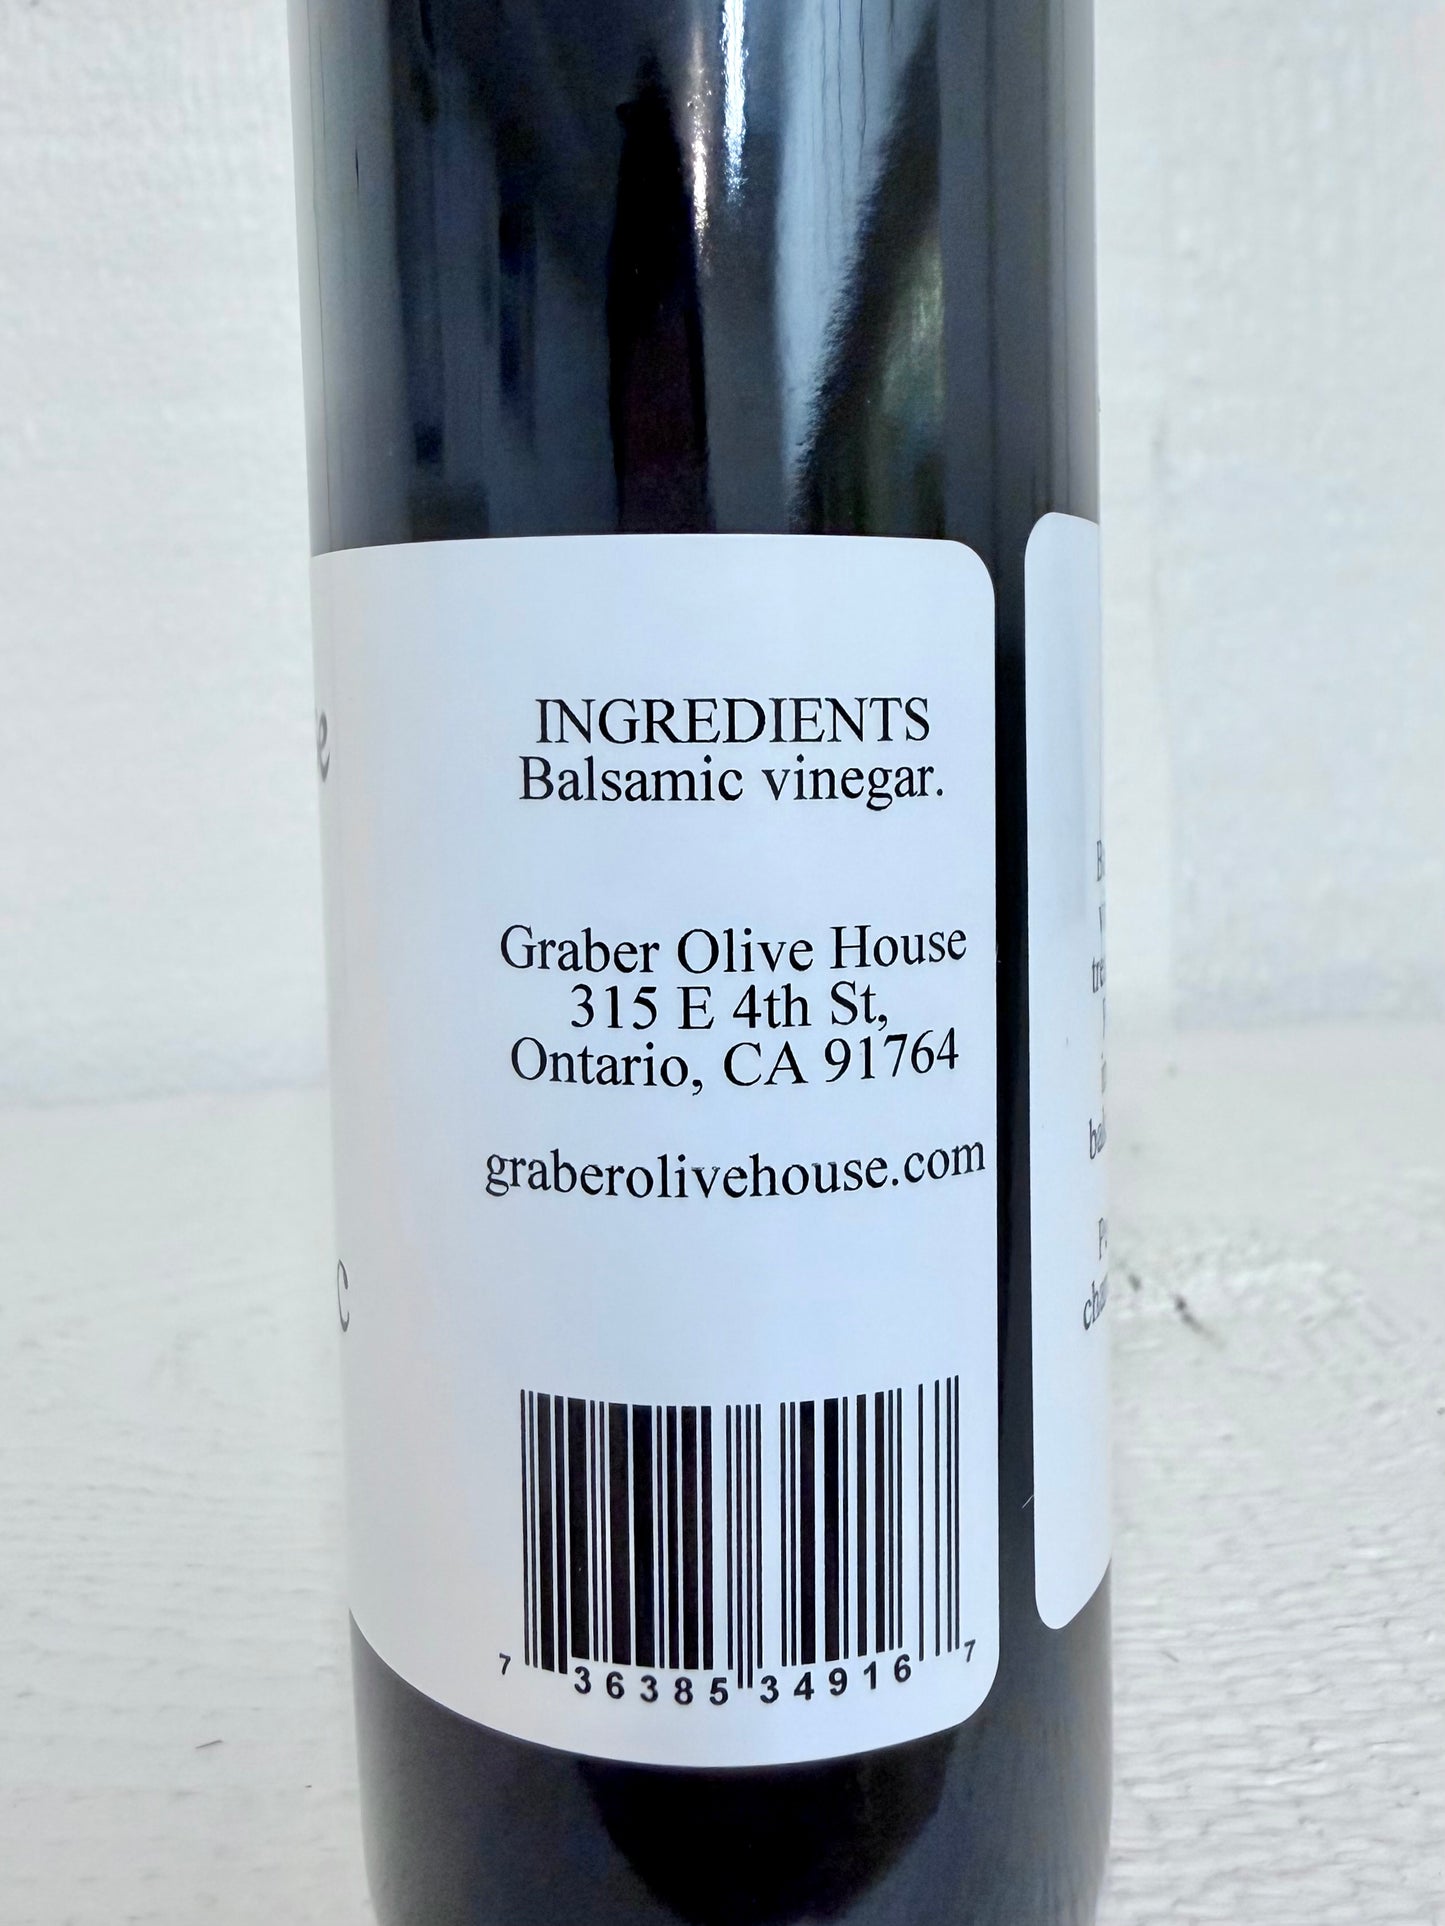 INGREDIENTS
Balsamic vinegar.
Graber Olive House
315 E 4th St,
Ontario, CA 91764
graberolivehouse.com
7 36385 34916 7